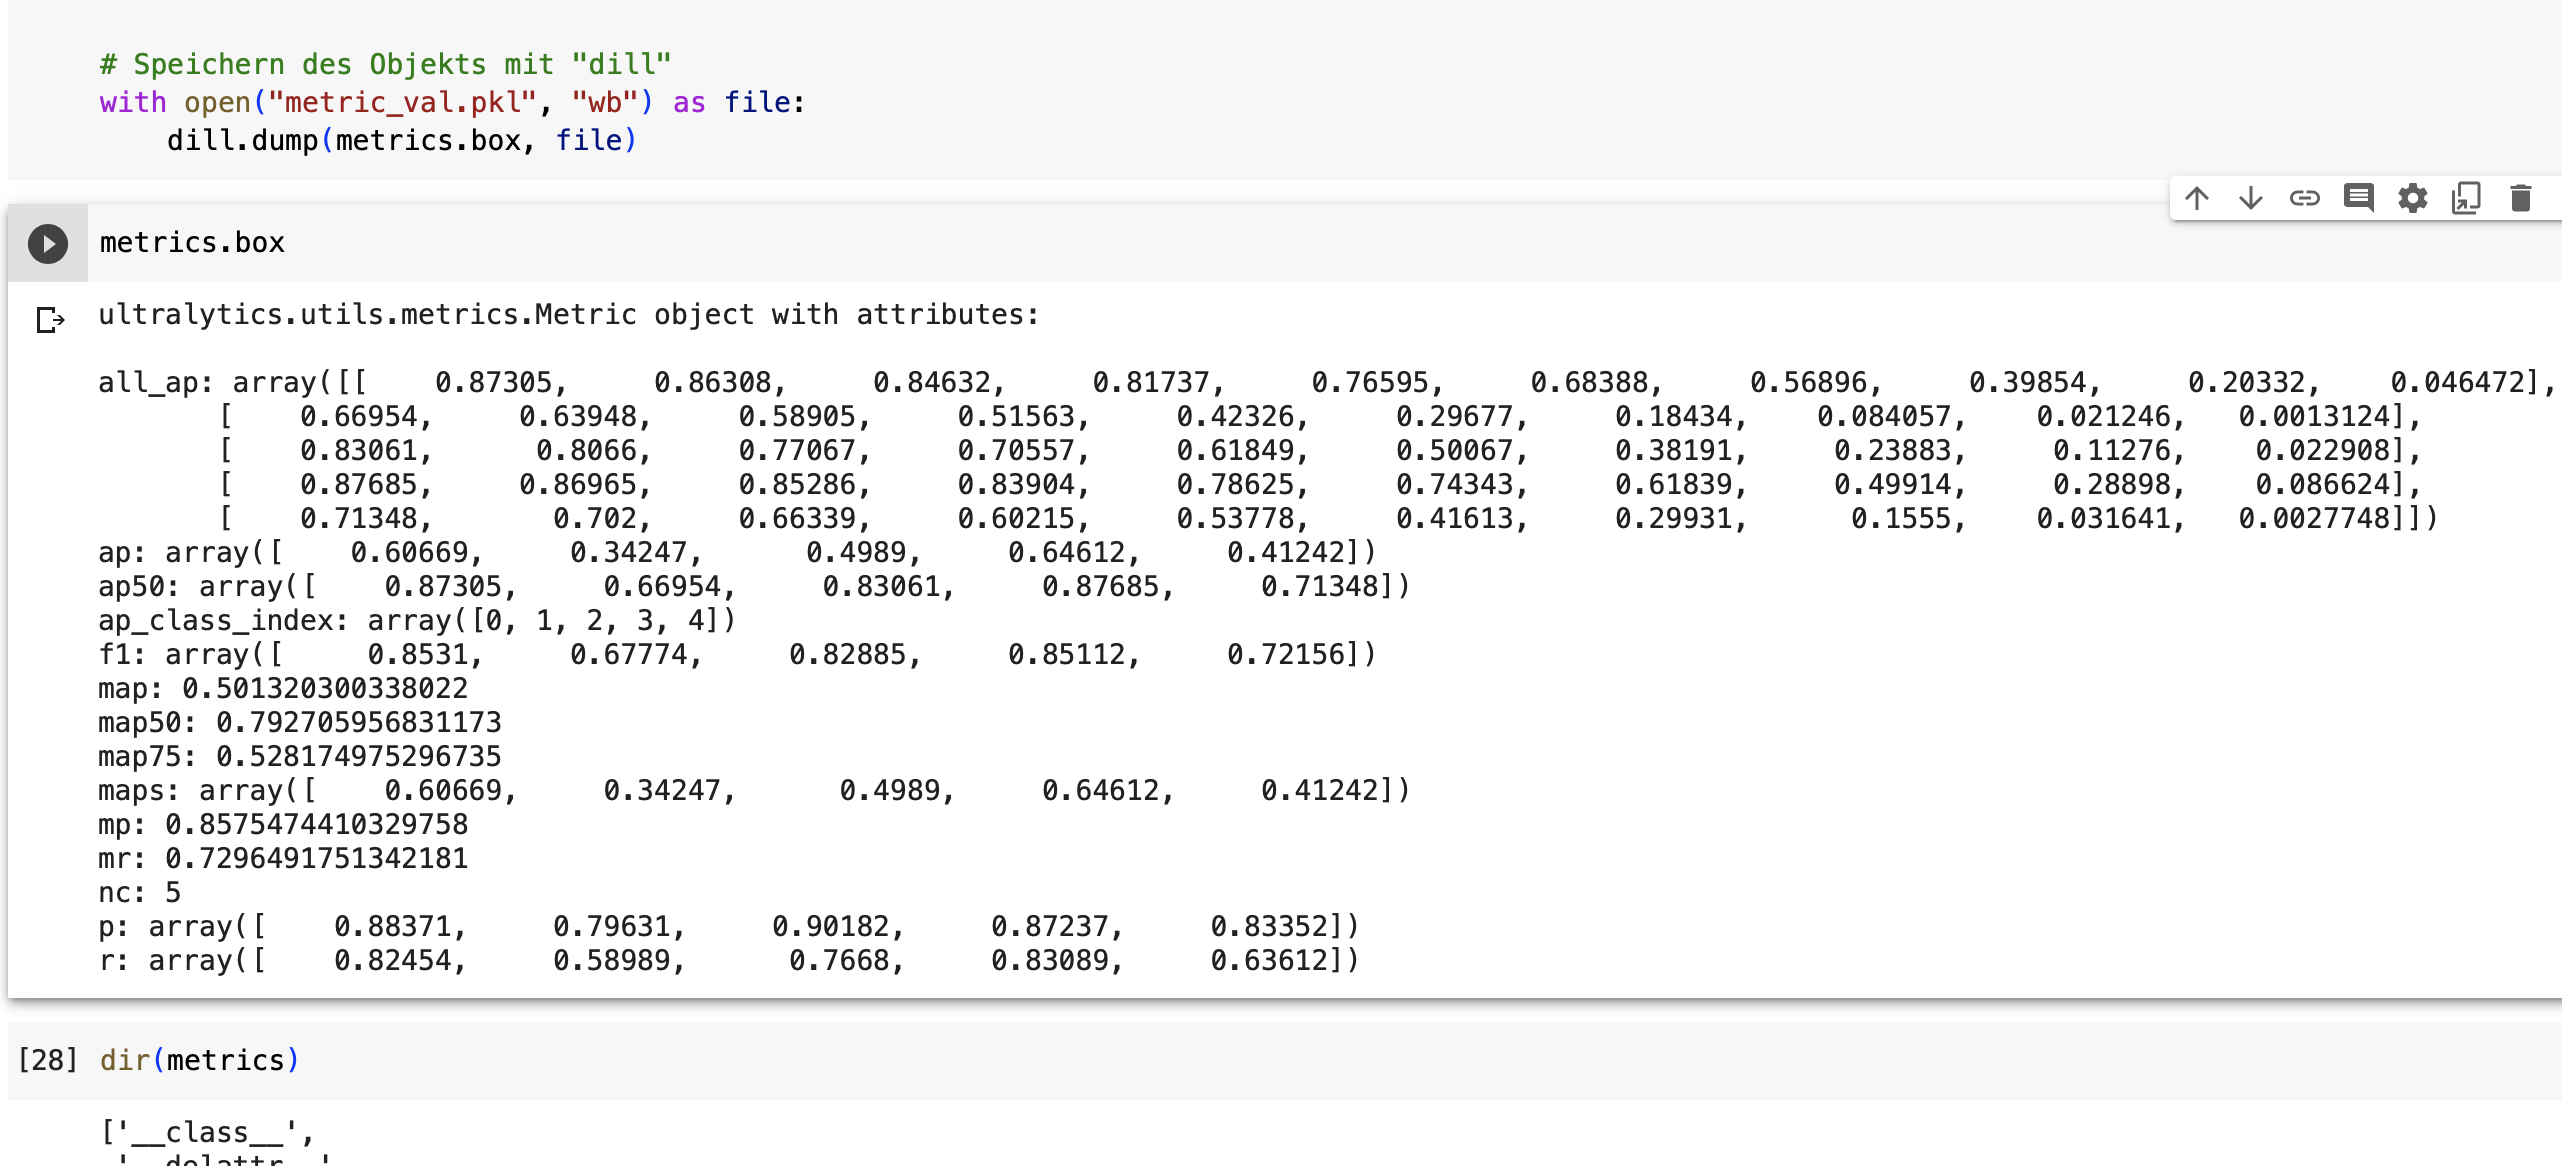 # Speichern des Objekts mit "dill"
with open("metric_val.pkl", "wb") as file:
    dill.dump(metrics.box, file)
metrics.box
ultralytics.utils.metrics.Metric object with attributes:
all_ap: array([[    0.87305,     0.86308,     0.84632,     0.81737,     0.76595,     0.68388,     0.56896,     0.39854,     0.20332,    0.046472],
       [    0.66954,     0.63948,     0.58905,     0.51563,     0.42326,     0.29677,     0.18434,    0.084057,    0.021246,   0.0013124],
       [    0.83061,      0.8066,     0.77067,     0.70557,     0.61849,     0.50067,     0.38191,     0.23883,     0.11276,    0.022908],
       [    0.87685,     0.86965,     0.85286,     0.83904,     0.78625,     0.74343,     0.61839,     0.49914,     0.28898,    0.086624],
       [    0.71348,       0.702,     0.66339,     0.60215,     0.53778,     0.41613,     0.29931,      0.1555,    0.031641,   0.0027748]])
ap: array([    0.60669,     0.34247,      0.4989,     0.64612,     0.41242])
ap50: array([    0.87305,     0.66954,     0.83061,     0.87685,     0.71348])
ap_class_index: array([0, 1, 2, 3, 4])
f1: array([     0.8531,     0.67774,     0.82885,     0.85112,     0.72156])
map: 0.501320300338022
map50: 0.792705956831173
map75: 0.528174975296735
maps: array([    0.60669,     0.34247,      0.4989,     0.64612,     0.41242])
mp: 0.8575474410329758
mr: 0.7296491751342181
nc: 5
p: array([    0.88371,     0.79631,     0.90182,     0.87237,     0.83352])
r: array([    0.82454,     0.58989,      0.7668,     0.83089,     0.63612])
[28] dir(metrics)
['__class__',